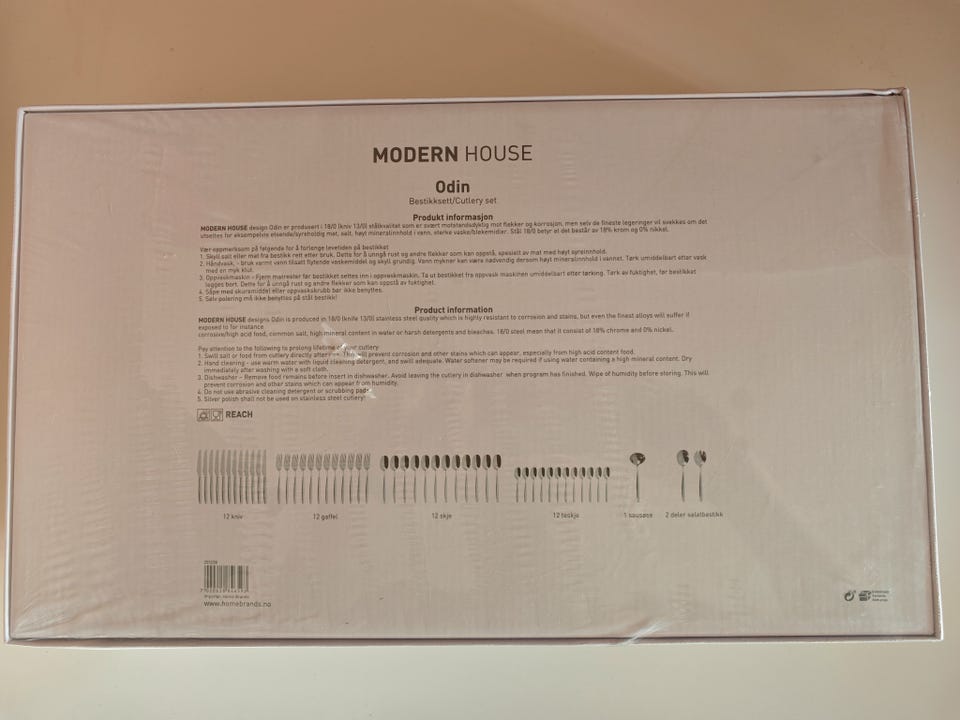 MODERN HOUSE
Odin
Bestikksett/Cutlery set
Produkt informasjon
MODERN HOUSE design Odin er produsert i 18/0 (kniv 13/0) stålkvalitet som er svært motstandsdyktig mot flekker og korrosjon, men selv de fineste legeringer vil svekkes om det
utsettes for eksempelvis etsende/syreholdig mat, salt, høyt mineralinnhold i vann, sterke vaske/blekemidler. Stål 18/0 betyr at det består av 18% krom og 0% nikkel.
Vær oppmerksom på følgende for å forlenge levetiden på bestikket
1. Skyll salt eller mat fra bestikk rett etter bruk. Dette for å unngå rust og andre flekker som kan oppstå, spesielt av mat med høyt syreinnhold.
2. Håndvask. - bruk varmt vann tilsatt flytende vaskemiddel og skyll grundig. Vann mykner kan være nødvendig dersom høyt mineralinnhold i vannet. Tørk umiddelbart etter vask
med en myk klut.
3. Oppvaskmaskin - Fjern matrester før bestikket settes inn i oppvaskmaskin. Ta ut bestikket fra oppvask maskinen umiddelbart etter tørking. Tørk av fuktighet, før bestikket
legges bort. Dette for å unngå rust og andre flekker som kan oppstå av fuktighet.
4. Såpe med skuremiddel eller oppvaskskrubb bør ikke benyttes.
5. Sølv polering må ikke benyttes på stål bestikk!
Product information
MODERN HOUSE designs Odin is produced in 18/0 (knife 13/0) stainless steel quality which is highly resistant to corrosion and stains, but even the finest alloys will suffer if
exposed to for instance
corrosive/high acid food, common salt, high mineral content in water or harsh detergents and bleaches. 18/0 steel mean that it consist of 18% chrome and 0% nickel.
Pay attention to the following to prolong lifetime of your cutlery
1. Swill salt or food from cutlery directly after use. This will prevent corrosion and other stains which can appear, especially from high acid content food.
2. Hand cleaning - use warm water with liquid cleaning detergent, and swill adequate. Water softener may be required if using water containing a high mineral content. Dry
immediately after washing with a soft cloth.
3. Dishwasher - Remove food remains before insert in dishwasher. Avoid leaving the cutlery in dishwasher when program has finished. Wipe of humidity before storing. This will
prevent corrosion and other stains which can appear from humidity.
4. Do not use abrasive cleaning detergent or scrubbing pads
5. Silver polish shall not be used on stainless steel cutlery!
REACH
12 kniv 12 gaffel 12 skje 12 teskje 1 sausøse 2 deler salatbestikk
www.homebrands.no